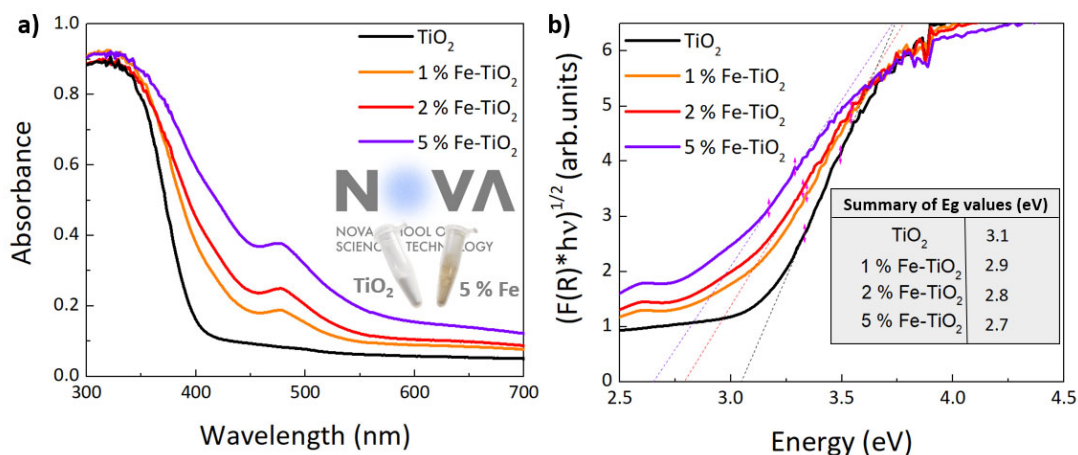 a)
1.0
0.8
0.6
0.4
0.2
0.0
300
400
500
600
700
Absorbance
Wavelength (nm)
TiO₂
1 % Fe-TiO₂
2 % Fe-TiO₂
5 % Fe-TiO₂
NOVA
NOVA SCHOOL O
SCIENC TECHNOLOGY
TiO₂
5 % Fe
b)
6
5
4
3
2
1
0
2.5
3.0
3.5
4.0
4.5
(F(R)*hν)^1/2 (arb.units)
Energy (eV)
TiO₂
1 % Fe-TiO₂
2 % Fe-TiO₂
5 % Fe-TiO₂
Summary of Eg values (eV)
TiO₂ 3.1
1 % Fe-TiO₂ 2.9
2 % Fe-TiO₂ 2.8
5 % Fe-TiO₂ 2.7